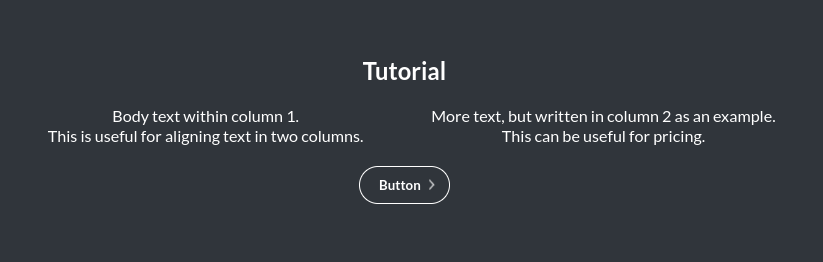 Tutorial
Body text within column 1.
This is useful for aligning text in two columns.
More text, but written in column 2 as an example.
This can be useful for pricing.
Button